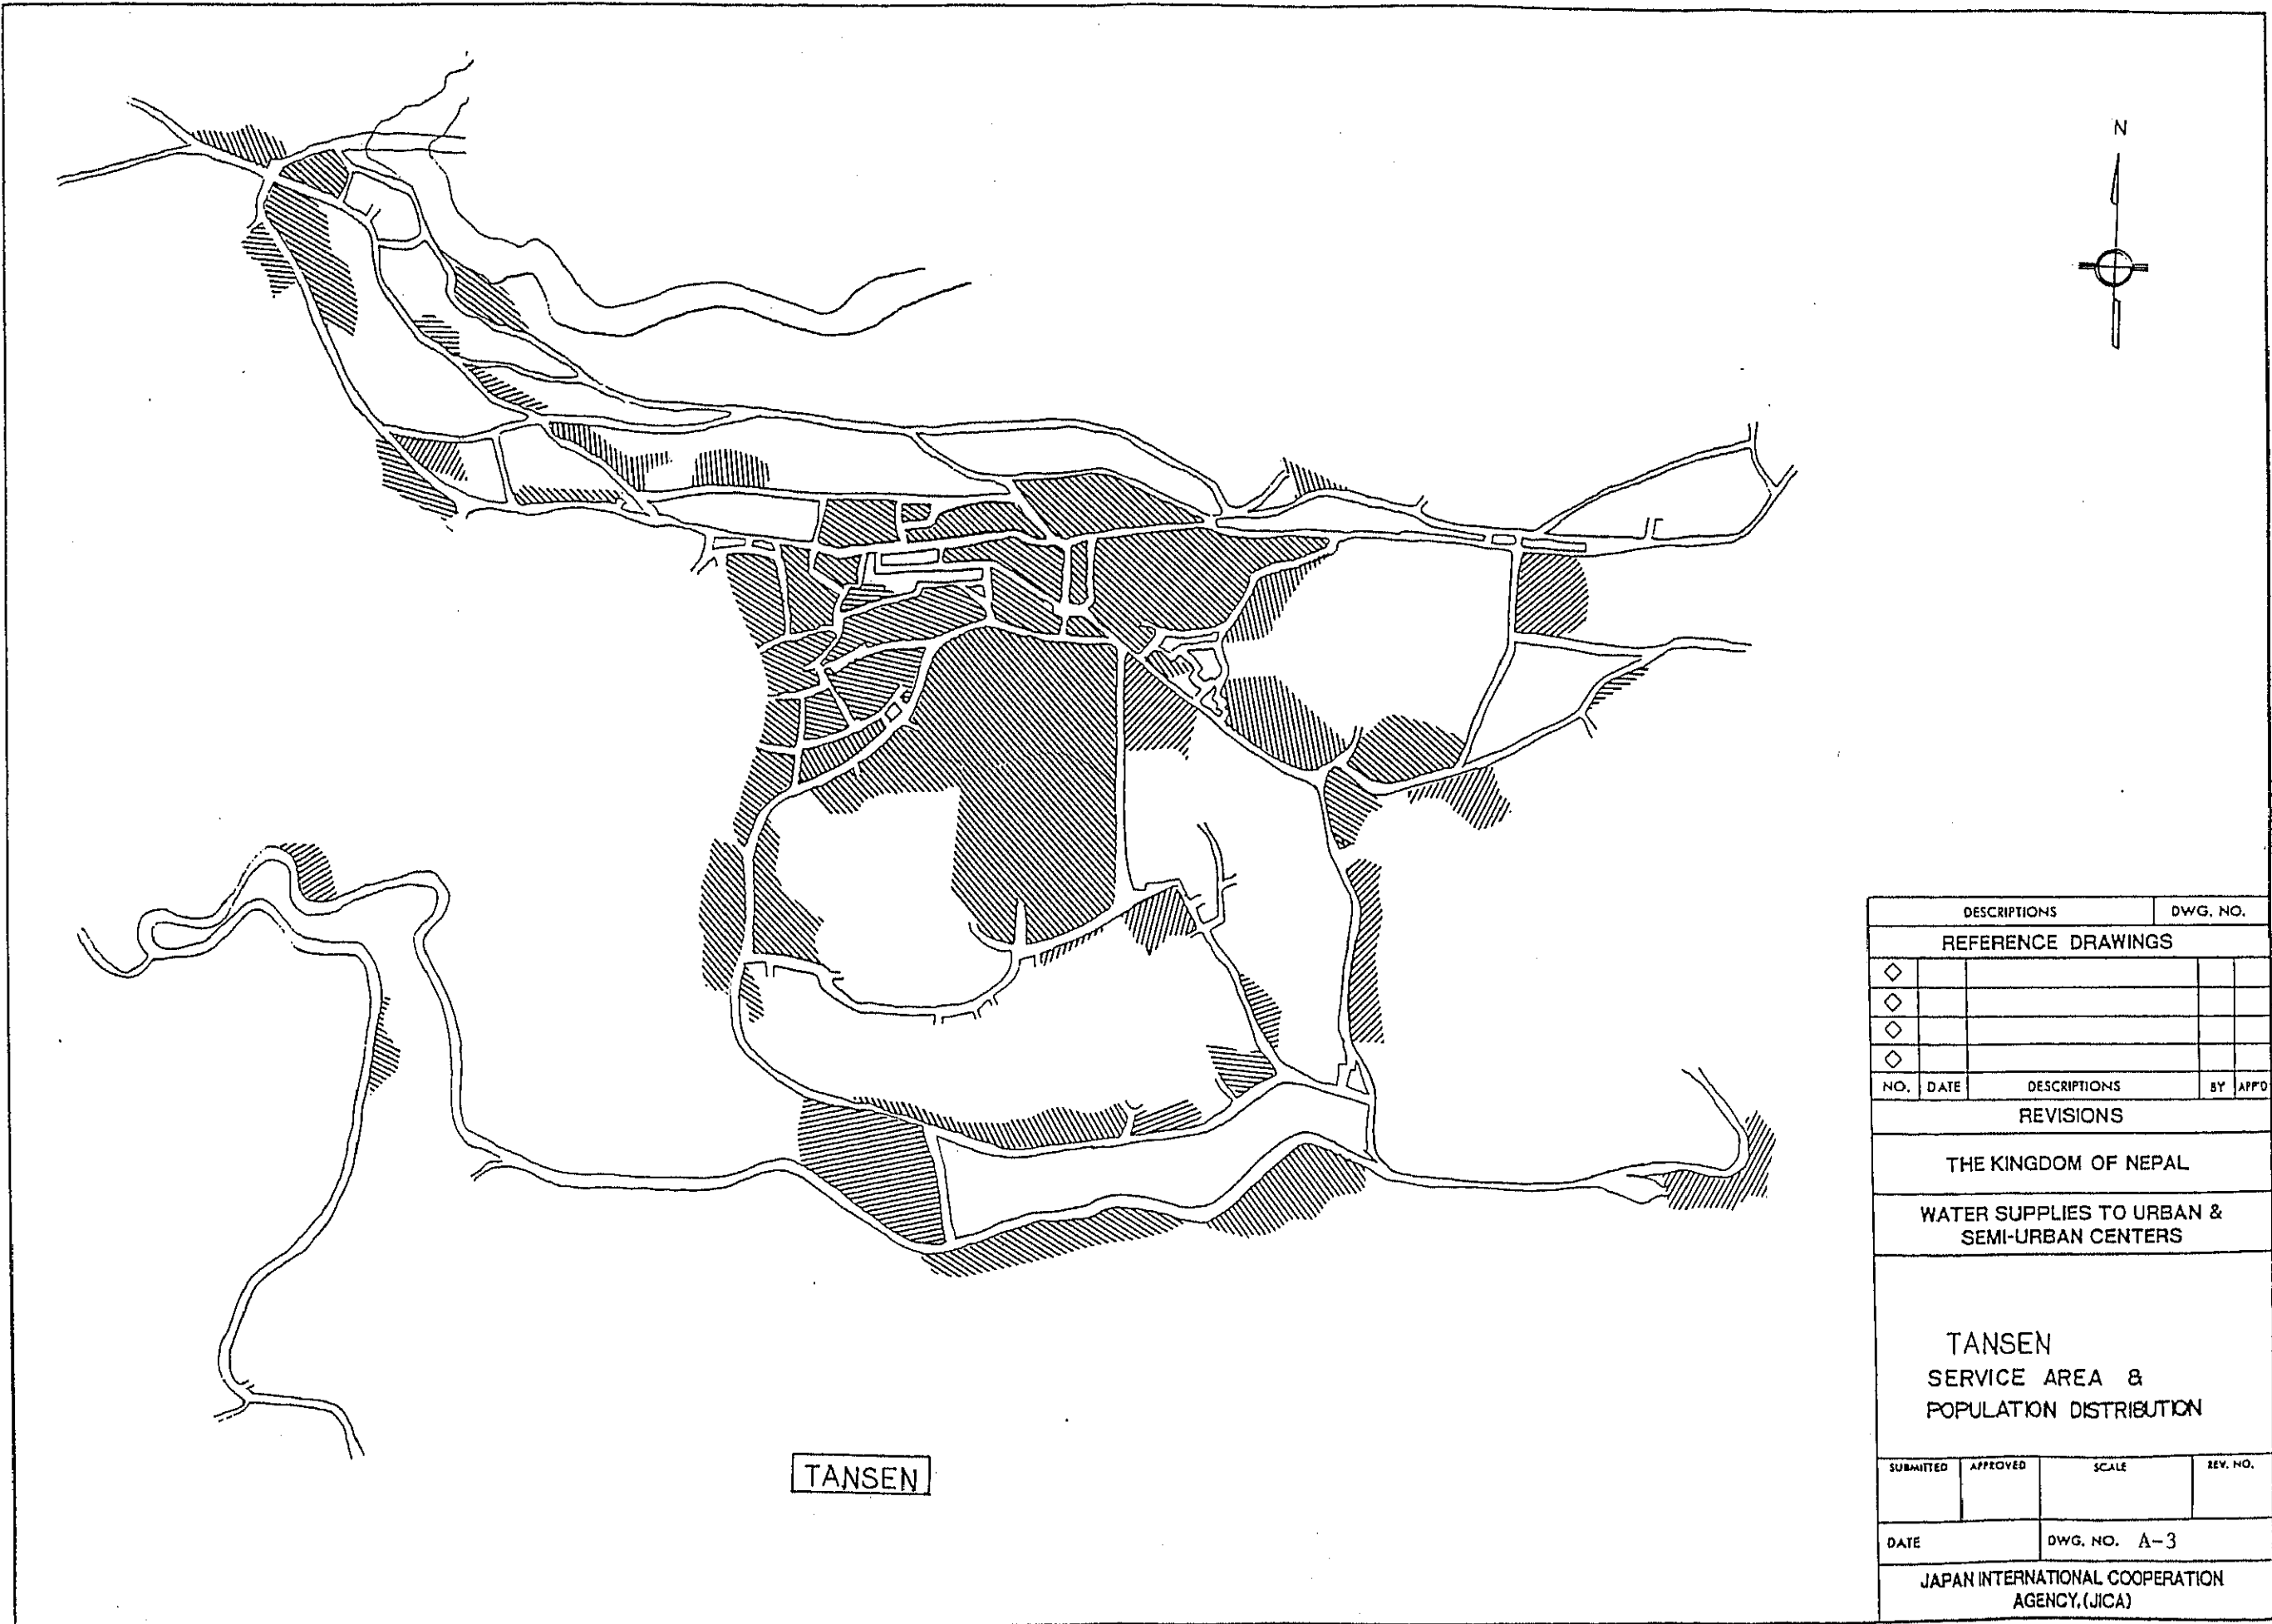 N
TANSEN
DESCRIPTIONS DWG. NO.
REFERENCE DRAWINGS
NO. DATE DESCRIPTIONS BY APP'D
REVISIONS
THE KINGDOM OF NEPAL
WATER SUPPLIES TO URBAN &
SEMI-URBAN CENTERS
TANSEN
SERVICE AREA &
POPULATION DISTRIBUTION
SUBMITTED APPROVED SCALE REV. NO.
DATE DWG. NO. A-3
JAPAN INTERNATIONAL COOPERATION
AGENCY.(JICA)